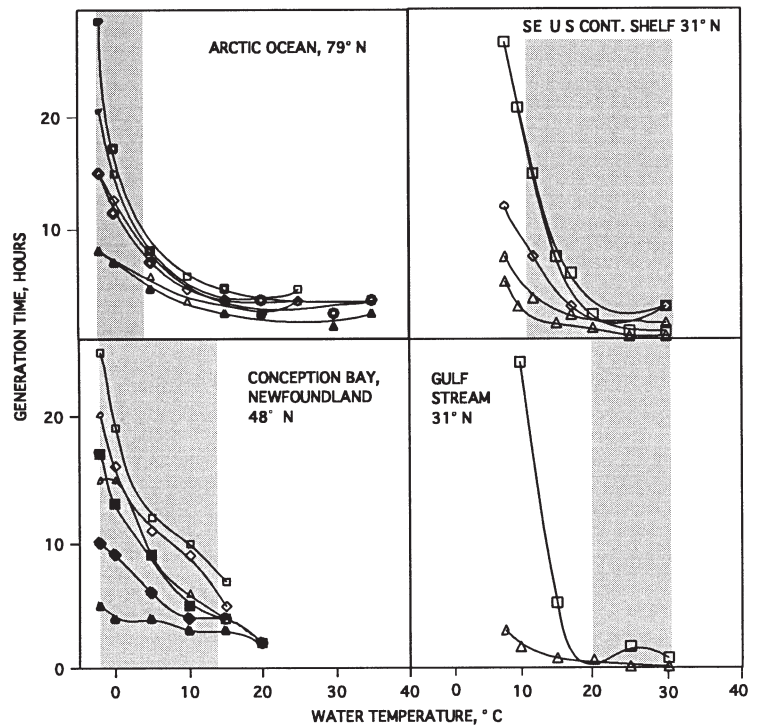 ARCTIC OCEAN, 79° N
SE U S CONT. SHELF 31° N
20
10
GENERATION TIME, HOURS
CONCEPTION BAY,
NEWFOUNDLAND
48° N
GULF
STREAM
31° N
20
10
0
0 10 20 30 40 0 10 20 30 40
WATER TEMPERATURE, ° C